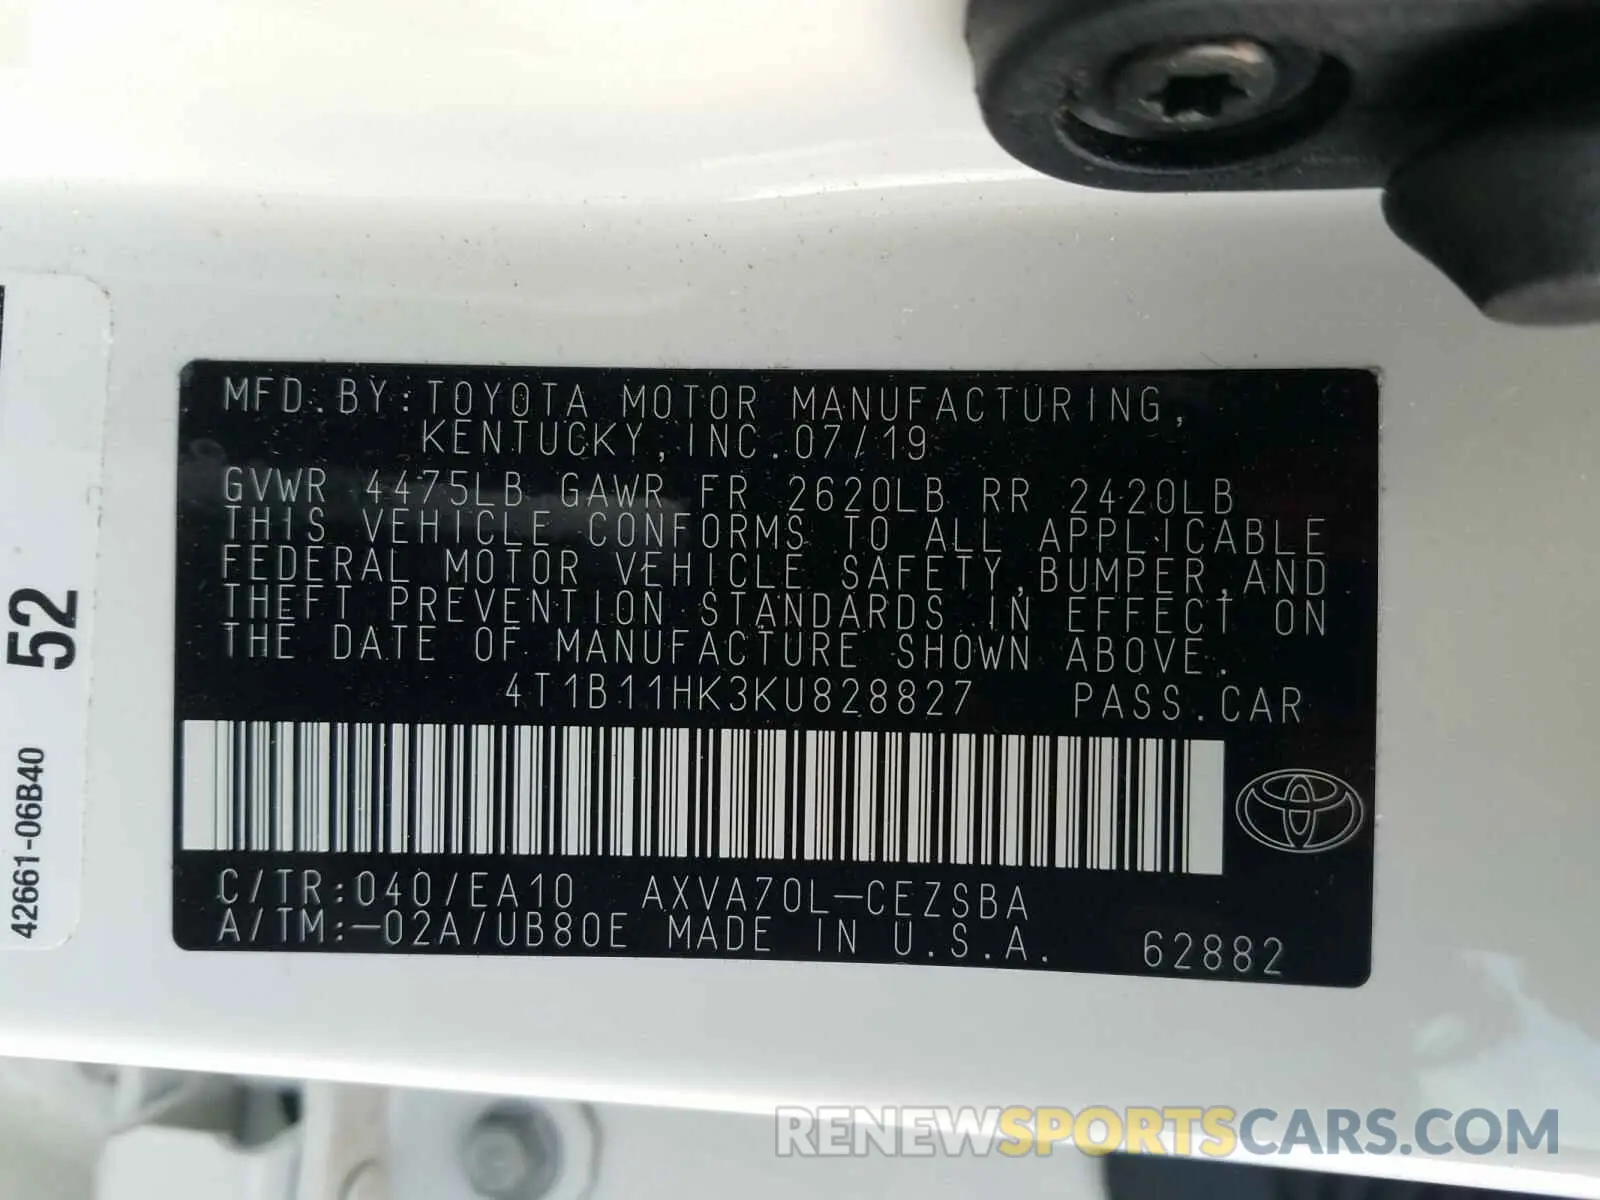 MFD.BY:TOYOTA MOTOR MANUFACTURING,
KENTUCKY,INC.07/19
GVWR 4475LB GAWR FR 2620LB RR 2420LB
THIS VEHICLE CONFORMS TO ALL APPLICABLE
FEDERAL MOTOR VEHICLE SAFETY,BUMPER,AND
THEFT PREVENTION STANDARDS IN EFFECT ON
THE DATE OF MANUFACTURE SHOWN ABOVE.
4T1B11HK3KU828827 PASS.CAR
C/TR:040/EA10 AXVA70L-CEZSBA
A/TM:-02A/UB80E MADE IN U.S.A. 62882
52
42661-06B40
RENEWSPORTSCARS.COM